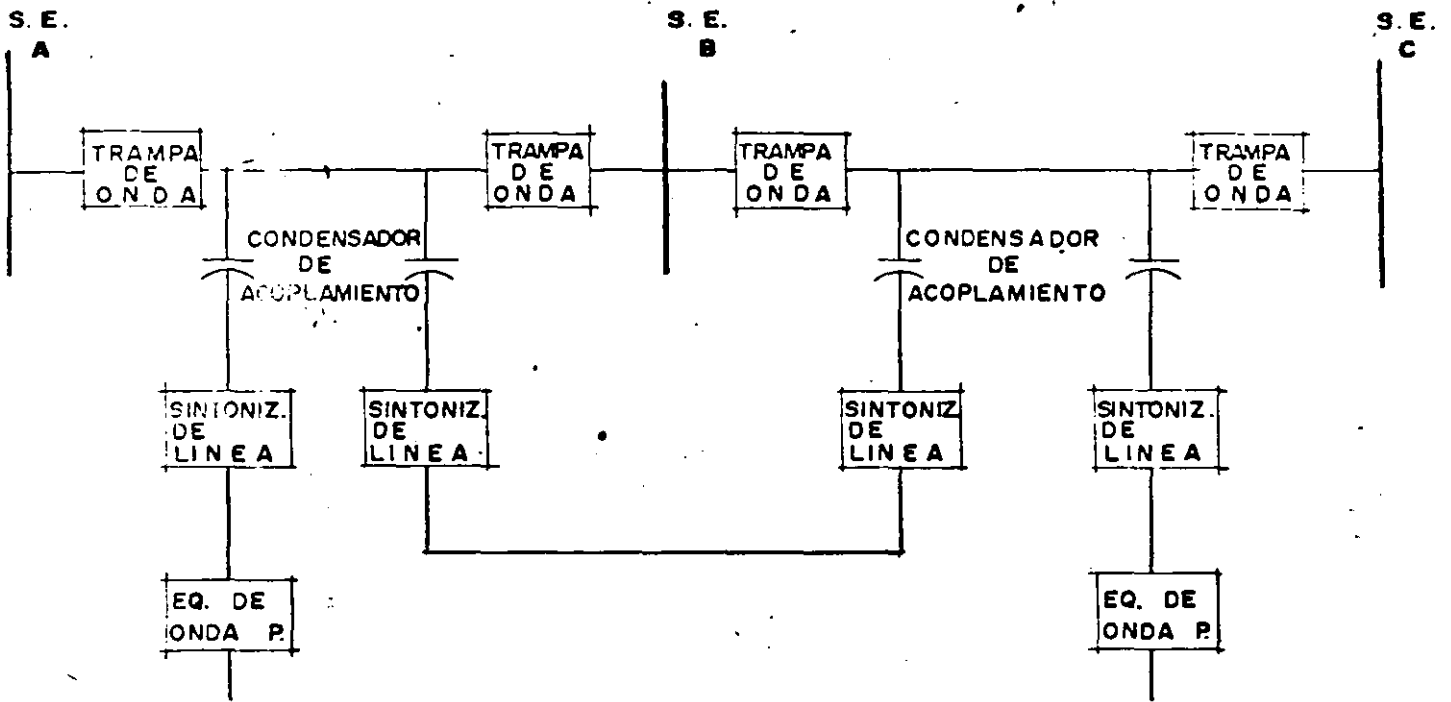 S. E.
A
S. E.
B
S. E.
C
TRAMPA
DE
ONDA
TRAMPA
DE
ONDA
TRAMPA
DE
ONDA
TRAMPA
DE
ONDA
CONDENSADOR
DE
ACOPLAMIENTO
CONDENSADOR
DE
ACOPLAMIENTO
SINTONIZ.
DE
LINEA
SINTONIZ.
DE
LINEA
SINTONIZ
DE
LINEA
SINTONIZ.
DE
LINEA
EQ. DE
ONDA P.
EQ. DE
ONDA P.